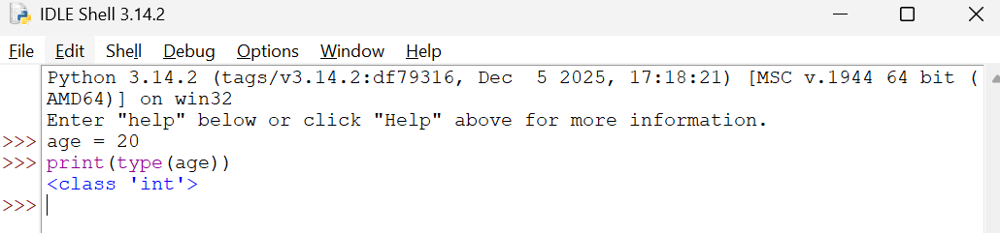 IDLE Shell 3.14.2
File Edit Shell Debug Options Window Help
Python 3.14.2 (tags/v3.14.2:df79316, Dec  5 2025, 17:18:21) [MSC v.1944 64 bit (
AMD64)] on win32
Enter "help" below or click "Help" above for more information.
>>> age = 20
>>> print(type(age))
<class 'int'>
>>>